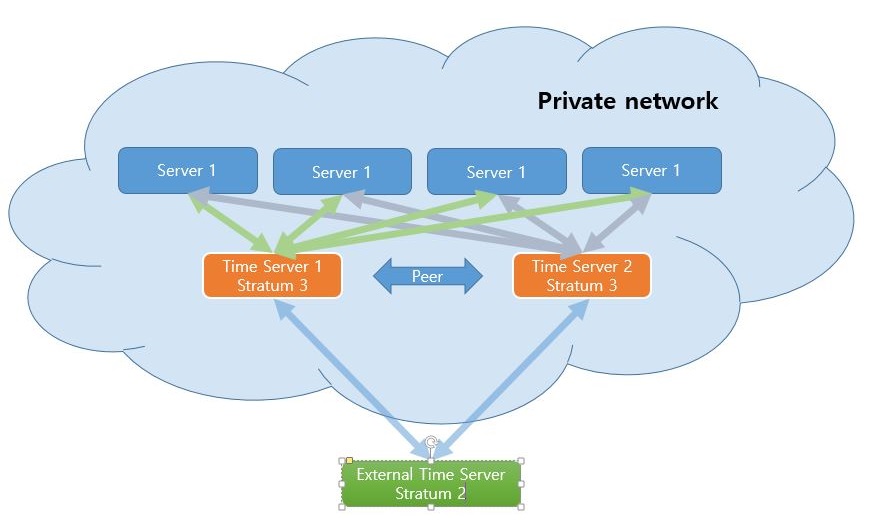 Private network
Server 1
Server 1
Server 1
Server 1
Time Server 1
Stratum 3
Peer
Time Server 2
Stratum 3
External Time Server
Stratum 2